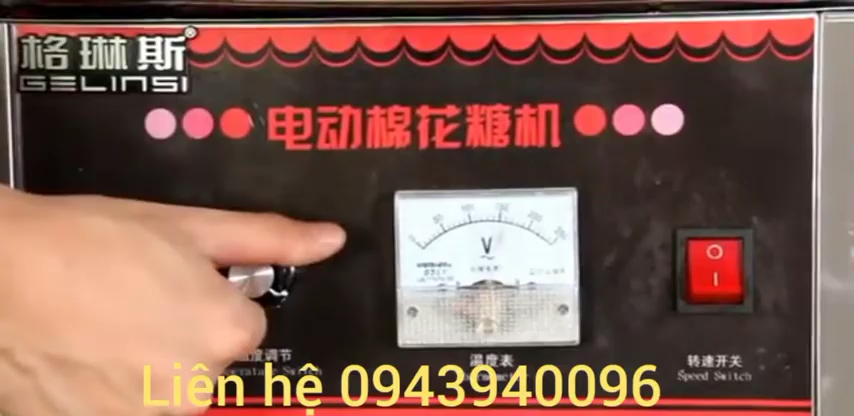 格琳斯®
GELINSI
电动棉花糖机
V
~
温度表
转速开关
Speed Switch
Liên hệ 0943940096